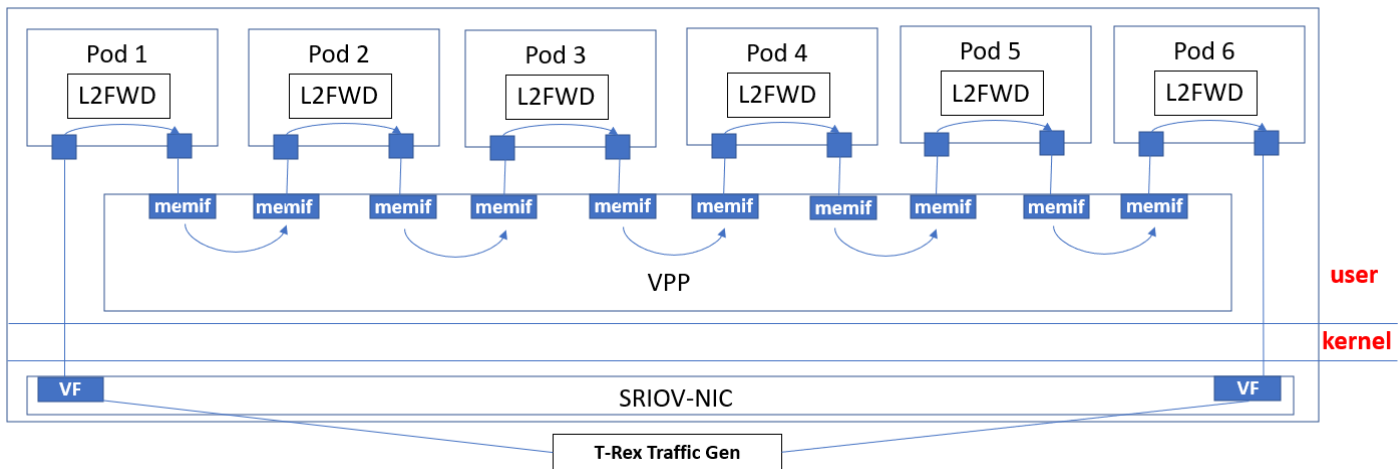 Pod 1
Pod 2
Pod 3
Pod 4
Pod 5
Pod 6
L2FWD
L2FWD
L2FWD
L2FWD
L2FWD
L2FWD
memif
memif
memif
memif
memif
memif
memif
memif
memif
memif
VPP
user
kernel
VF
SRIOV-NIC
VF
T-Rex Traffic Gen